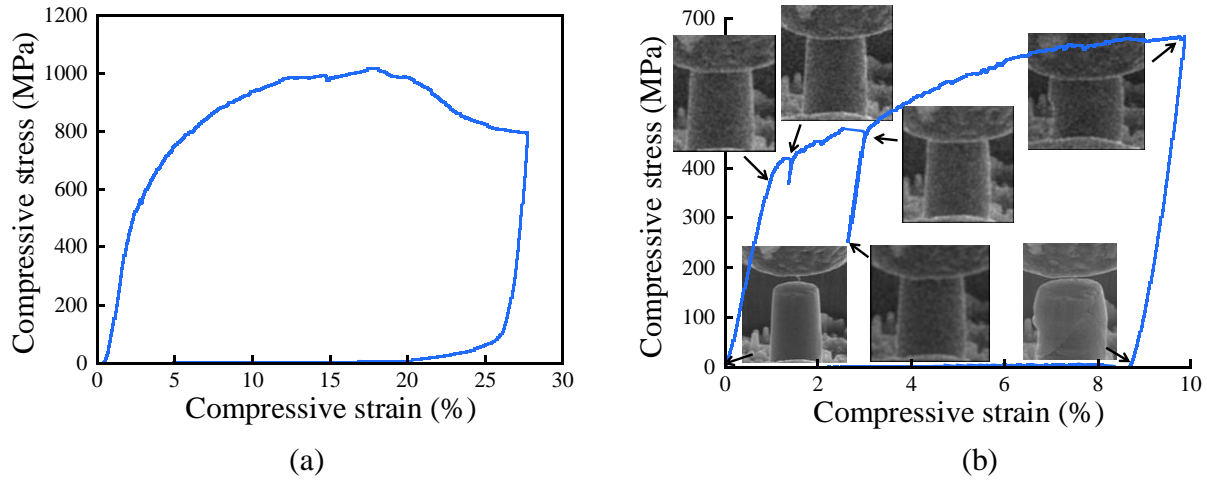 Compressive stress (MPa)
1200
1000
800
600
400
200
0
0 5 10 15 20 25 30
Compressive strain (%)
(a)
Compressive stress (MPa)
700
400
300
200
100
0
0 2 4 6 8 10
Compressive strain (%)
(b)